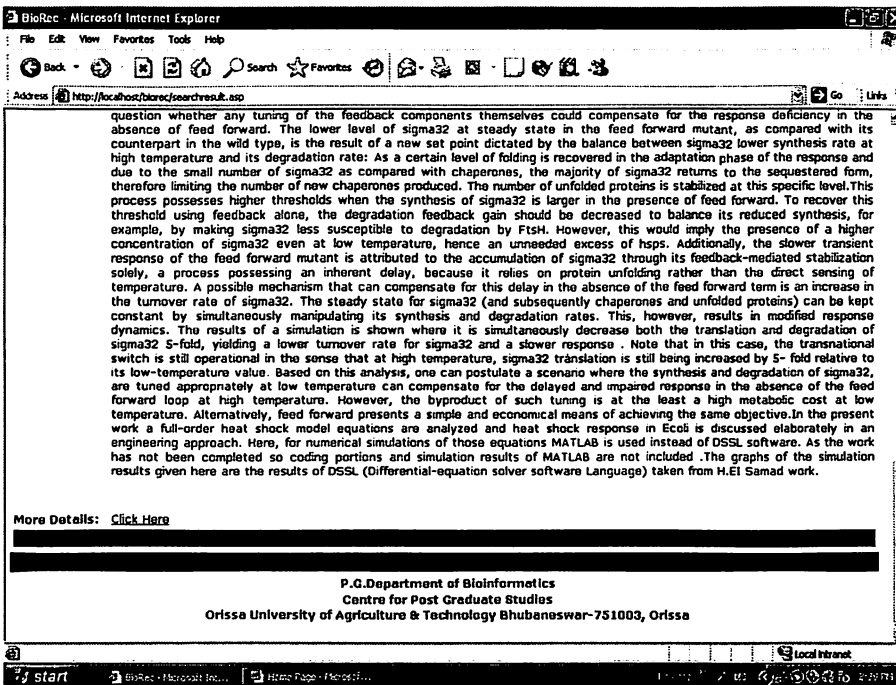 BioRec - Microsoft Internet Explorer
File Edit View Favorites Tools Help
Back Search Favorites
Address http://localhost/biorec/searchresult.asp Go Links
question whether any tuning of the feedback components themselves could compensate for the response deficiency in the
absence of feed forward. The lower level of sigma32 at steady state in the feed forward mutant, as compared with its
counterpart in the wild type, is the result of a new set point dictated by the balance between sigma32 lower synthesis rate at
high temperature and its degradation rate: As a certain level of folding is recovered in the adaptation phase of the response and
due to the small number of sigma32 as compared with chaperones, the majority of sigma32 returns to the sequestered form,
therefore limiting the number of new chaperones produced. The number of unfolded proteins is stabilized at this specific level.This
process possesses higher thresholds when the synthesis of sigma32 is larger in the presence of feed forward. To recover this
threshold using feedback alone, the degradation feedback gain should be decreased to balance its reduced synthesis, for
example, by making sigma32 less susceptible to degradation by FtsH. However, this would imply the presence of a higher
concentration of sigma32 even at low temperature, hence an unneeded excess of hsps. Additionally, the slower transient
response of the feed forward mutant is attributed to the accumulation of sigma32 through its feedback-mediated stabilization
solely, a process possessing an inherent delay, because it relies on protein unfolding rather than the direct sensing of
temperature. A possible mechanism that can compensate for this delay in the absence of the feed forward term is an increase in
the turnover rate of sigma32. The steady state for sigma32 (and subsequently chaperones and unfolded proteins) can be kept
constant by simultaneously manipulating its synthesis and degradation rates. This, however, results in modified response
dynamics. The results of a simulation is shown where it is simultaneously decrease both the translation and degradation of
sigma32 5-fold, yielding a lower turnover rate for sigma32 and a slower response . Note that in this case, the transnational
switch is still operational in the sense that at high temperature, sigma32 translation is still being increased by 5- fold relative to
its low-temperature value. Based on this analysis, one can postulate a scenario where the synthesis and degradation of sigma32,
are tuned appropriately at low temperature can compensate for the delayed and impaired response in the absence of the feed
forward loop at high temperature. However, the byproduct of such tuning is at the least a high metabolic cost at low
temperature. Alternatively, feed forward presents a simple and economical means of achieving the same objective.In the present
work a full-order heat shock model equations are analyzed and heat shock response in Ecoli is discussed elaborately in an
engineering approach. Here, for numerical simulations of those equations MATLAB is used instead of DSSL software. As the work
has not been completed so coding portions and simulation results of MATLAB are not included .The graphs of the simulation
results given here are the results of DSSL (Differential-equation solver software Language) taken from H.El Samad work.
More Details: Click Here
P.G.Department of Bioinformatics
Centre for Post Graduate Studies
Orissa University of Agriculture & Technology Bhubaneswar-751003, Orissa
Local intranet
start BioRec - Microsoft Int... Home Page - Microsof...